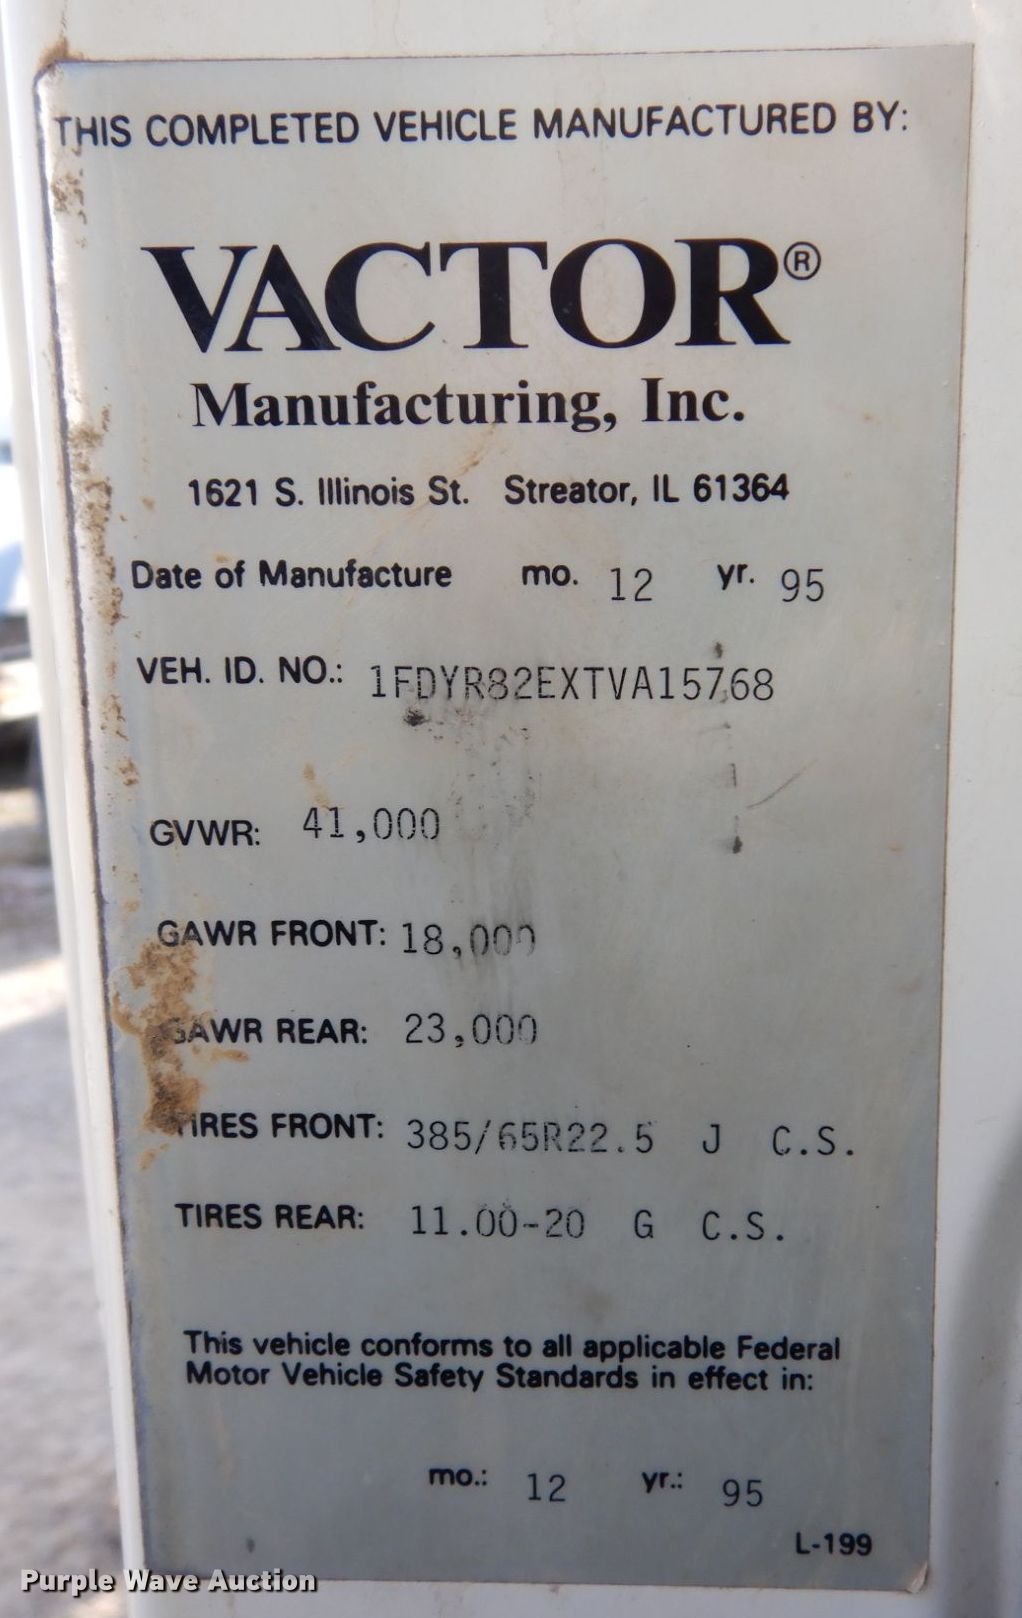 THIS COMPLETED VEHICLE MANUFACTURED BY:
VACTOR®
Manufacturing, Inc.
1621 S. Illinois St. Streator, IL 61364
Date of Manufacture mo. 12 yr. 95
VEH. ID. NO.: 1FDYR82EXTVA15768
GVWR: 41,000
GAWR FRONT: 18,000
GAWR REAR: 23,000
TIRES FRONT: 385/65R22.5 J C.S.
TIRES REAR: 11.00-20 G C.S.
This vehicle conforms to all applicable Federal
Motor Vehicle Safety Standards in effect in:
mo.: 12 yr.: 95
L-199
Purple Wave Auction